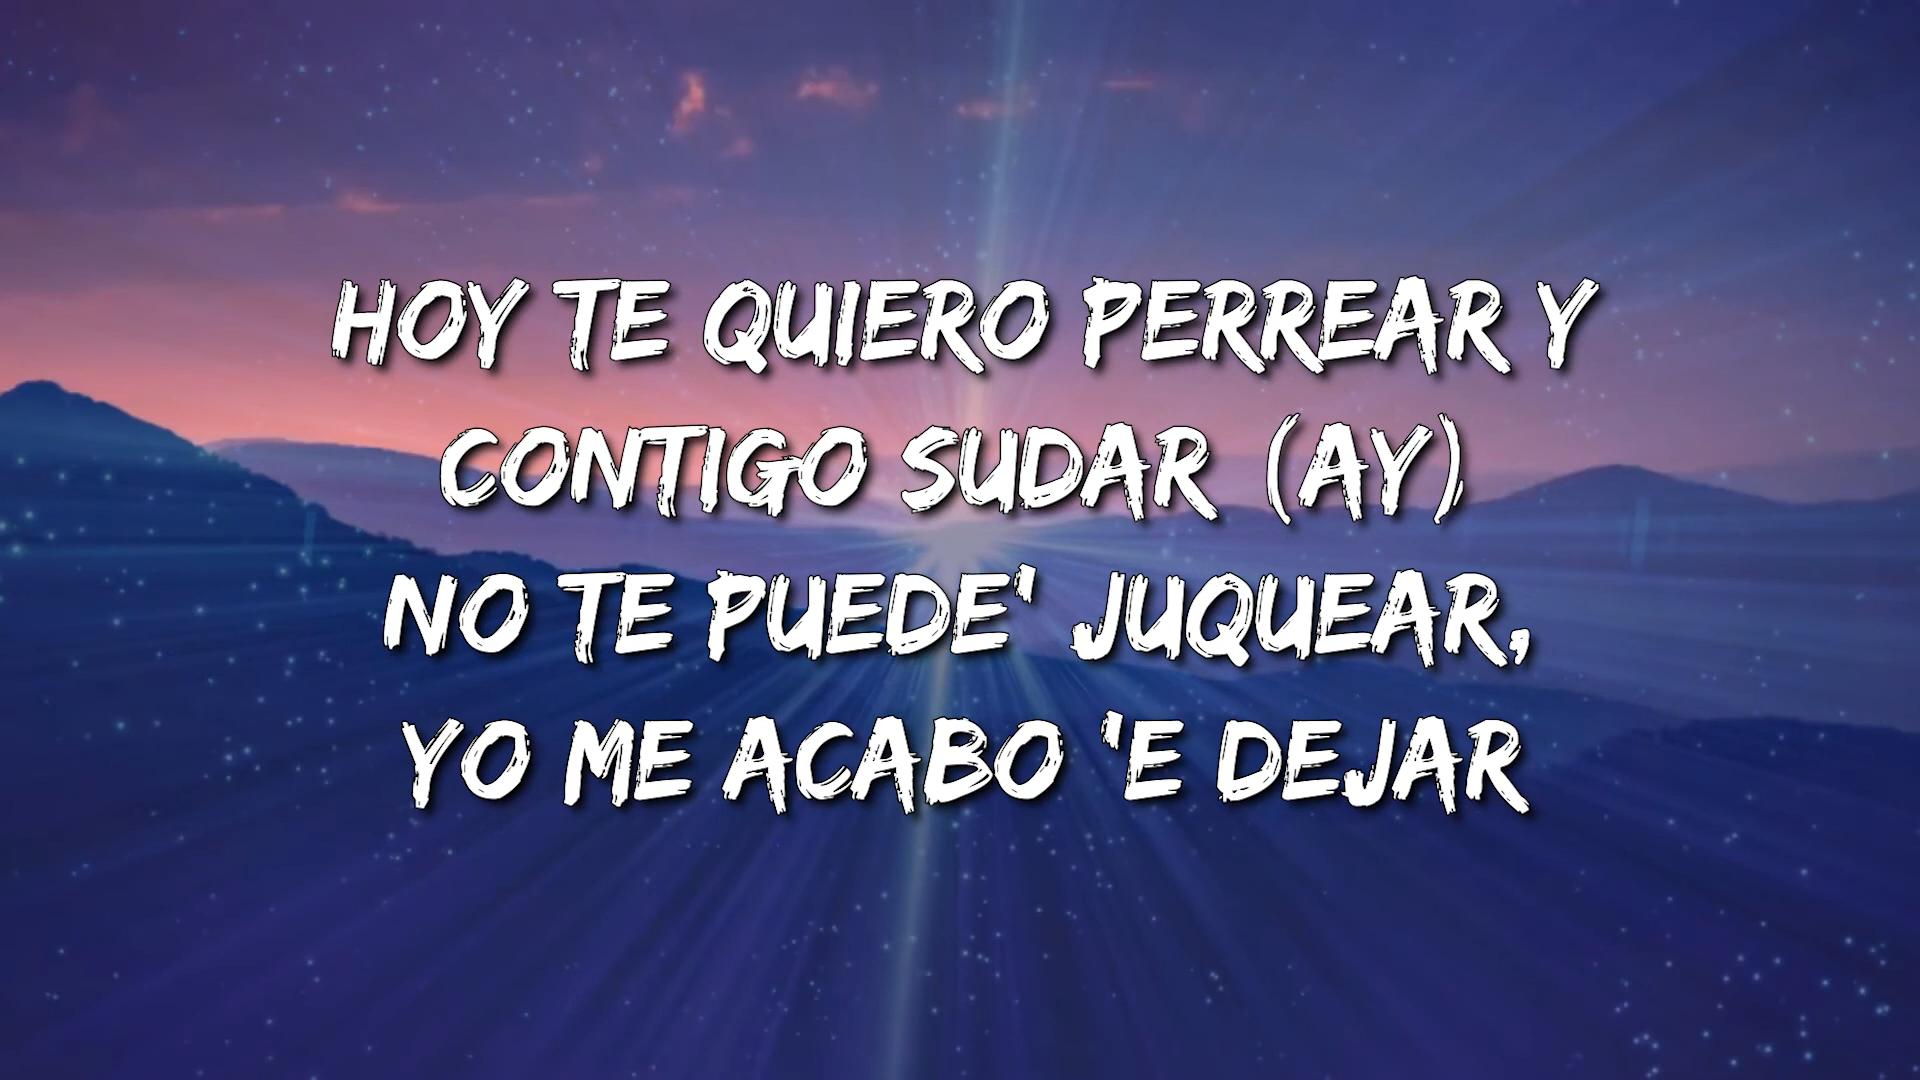 HOY TE QUIERO PERREAR Y
CONTIGO SUDAR (AY)
NO TE PUEDE' JUQUEAR,
YO ME ACABO 'E DEJAR